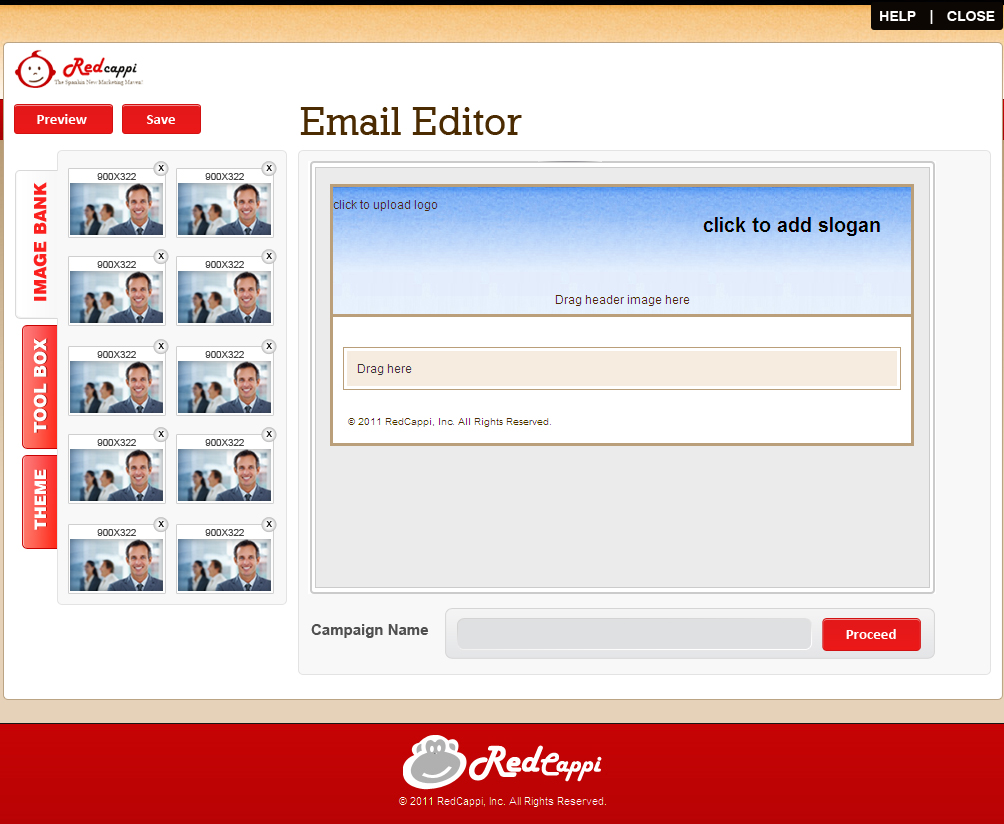 HELP | CLOSE
Redcappi
The Spankin New Marketing Maven!
Preview
Save
Email Editor
IMAGE BANK
TOOL BOX
THEME
900X322
X
900X322
X
900X322
X
900X322
X
900X322
X
900X322
X
900X322
X
900X322
X
900X322
X
900X322
X
click to upload logo
click to add slogan
Drag header image here
Drag here
© 2011 RedCappi, Inc. All Rights Reserved.
Campaign Name
Proceed
RedCappi
© 2011 RedCappi, Inc. All Rights Reserved.